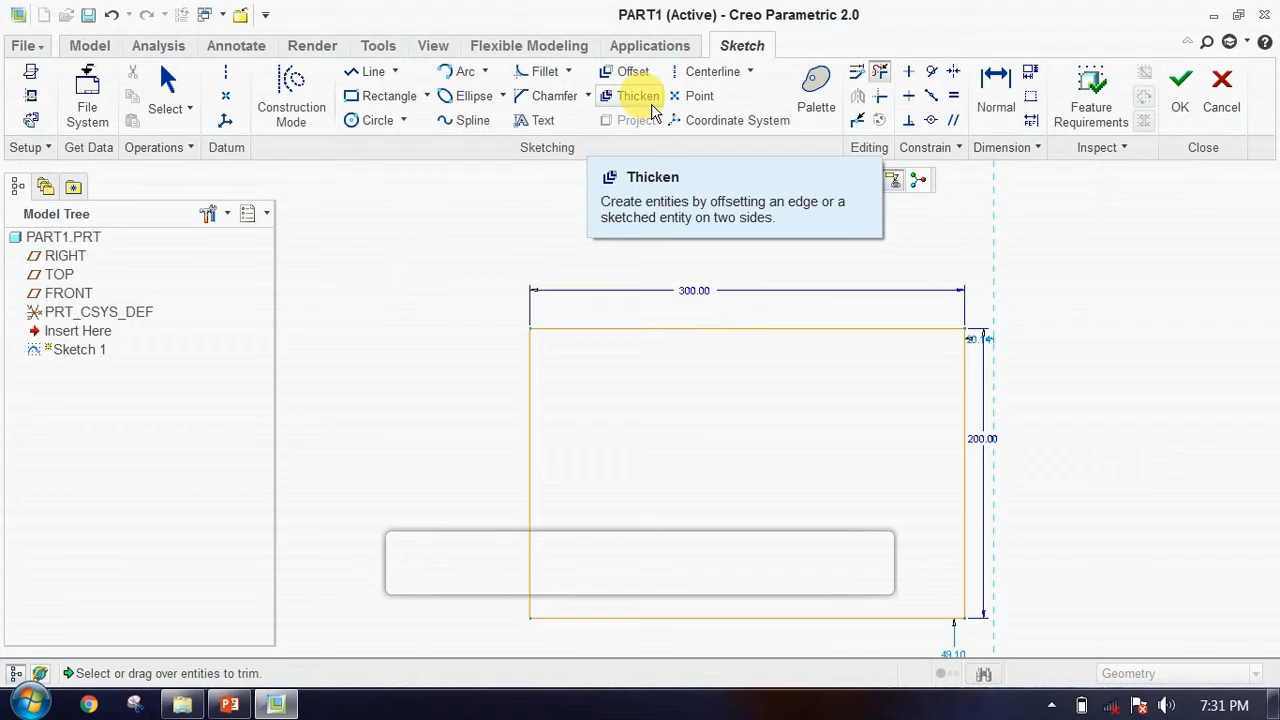 PART1 (Active) - Creo Parametric 2.0
File Model Analysis Annotate Render Tools View Flexible Modeling Applications Sketch
Line Arc Fillet Offset Centerline
Rectangle Ellipse Chamfer Thicken Point
Circle Spline Text Project Coordinate System
File System
Select
Construction Mode
Palette
Normal
Feature Requirements
OK
Cancel
Setup Get Data Operations Datum Sketching Editing Constrain Dimension Inspect Close
Thicken
Create entities by offsetting an edge or a
sketched entity on two sides.
Model Tree
PART1.PRT
RIGHT
TOP
FRONT
PRT_CSYS_DEF
Insert Here
Sketch 1
300.00
200.00
49.10
Select or drag over entities to trim.
Geometry
7:31 PM